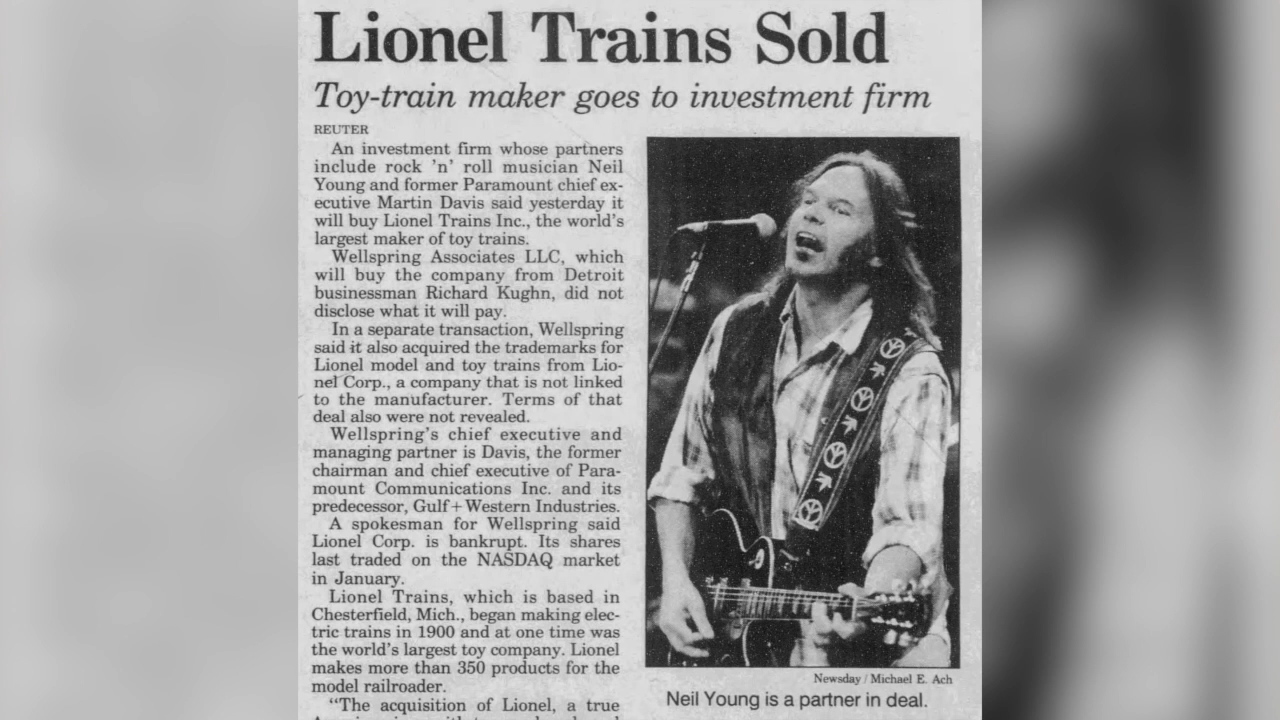 Lionel Trains Sold
Toy-train maker goes to investment firm
REUTER
An investment firm whose partners
include rock 'n' roll musician Neil
Young and former Paramount chief ex-
ecutive Martin Davis said yesterday it
will buy Lionel Trains Inc., the world's
largest maker of toy trains.
Wellspring Associates LLC, which
will buy the company from Detroit
businessman Richard Kughn, did not
disclose what it will pay.
In a separate transaction, Wellspring
said it also acquired the trademarks for
Lionel model and toy trains from Lio-
nel Corp., a company that is not linked
to the manufacturer. Terms of that
deal also were not revealed.
Wellspring's chief executive and
managing partner is Davis, the former
chairman and chief executive of Para-
mount Communications Inc. and its
predecessor, Gulf+Western Industries.
A spokesman for Wellspring said
Lionel Corp. is bankrupt. Its shares
last traded on the NASDAQ market
in January.
Lionel Trains, which is based in
Chesterfield, Mich., began making elec-
tric trains in 1900 and at one time was
the world's largest toy company. Lionel
makes more than 350 products for the
model railroader.
"The acquisition of Lionel, a true
Newsday / Michael E. Ach
Neil Young is a partner in deal.